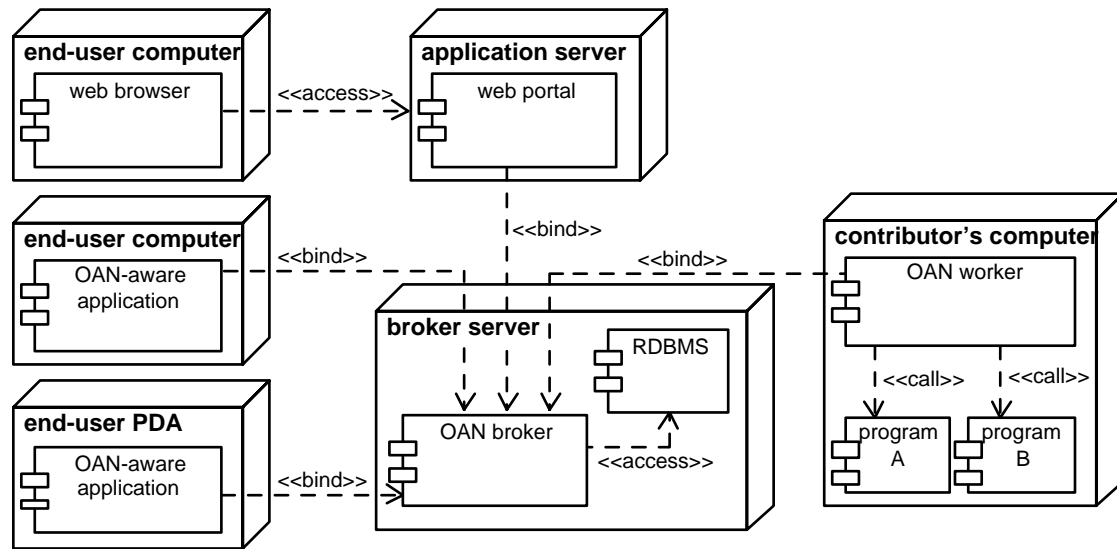 end-user computer
web browser
<<access>>
application server
web portal
end-user computer
OAN-aware
application
<<bind>>
<<bind>>
<<bind>>
contributor's computer
OAN worker
<<call>>
<<call>>
program
A
program
B
broker server
RDBMS
OAN broker
<<access>>
end-user PDA
OAN-aware
application
<<bind>>